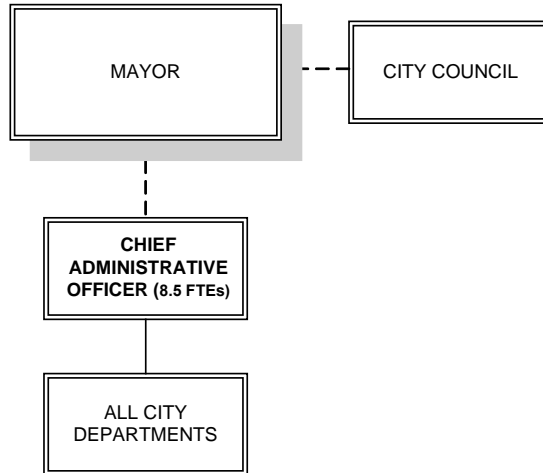 MAYOR
CITY COUNCIL
CHIEF
ADMINISTRATIVE
OFFICER (8.5 FTEs)
ALL CITY
DEPARTMENTS